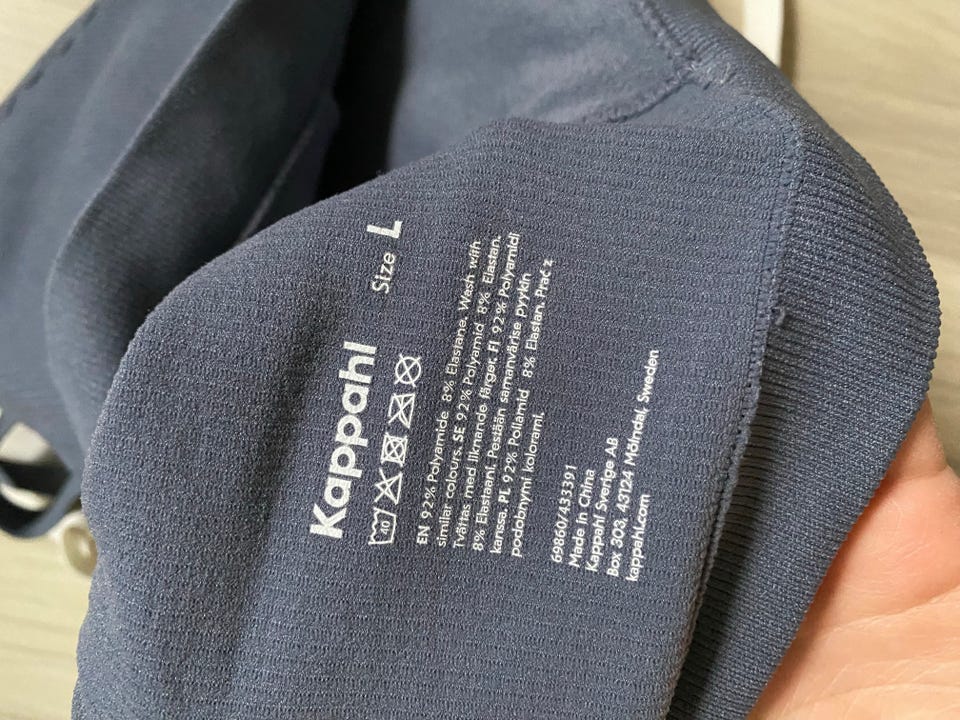 Kappahl
Size L
40
EN 92% Polyamide 8% Elastane. Wash with
similar colours. SE 92% Polyamid 8% Elastan.
Tvättas med liknande färger. FI 92% Polyamidi
8% Elastaani. Pestään samanvärise pyykin
kanssa. PL 92% Poliamid 8% Elastan. Prać z
podobnymi kolorami.
69860/433391
Made in China
Kappahl Sverige AB
Box 303, 43124 Mölndal, Sweden
kappahl.com